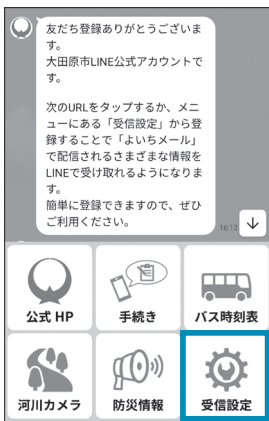 友だち登録ありがとうございま
す。
大田原市LINE公式アカウントで
す。
次のURLをタップするか、メニ
ューにある「受信設定」から登
録することで「よいちメール」
で配信されるさまざまな情報を
LINEで受け取れるようになりま
す。
簡単に登録できますので、ぜひ
ご利用ください。
16:12
公式 HP
手続き
バス時刻表
河川カメラ
防災情報
受信設定